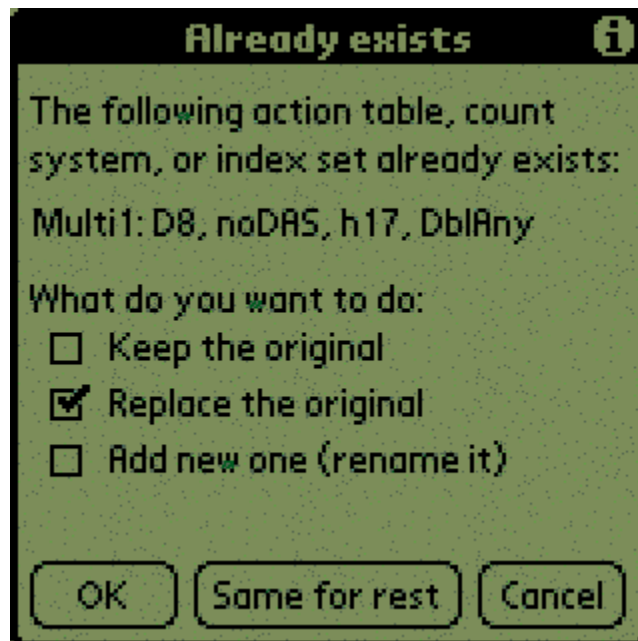 Already exists
The following action table, count
system, or index set already exists:
Multi1: D8, noDAS, h17, DblAny
What do you want to do:
Keep the original
Replace the original
Add new one (rename it)
OK Same for rest Cancel